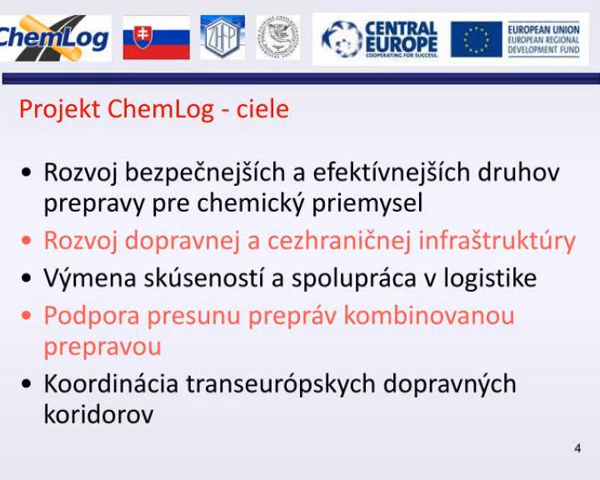 ChemLog
ZCHFP
CENTRAL
EUROPE
COOPERATING FOR SUCCESS.
EUROPEAN UNION
EUROPEAN REGIONAL
DEVELOPMENT FUND
Projekt ChemLog - ciele
• Rozvoj bezpečnejších a efektívnejších druhov
prepravy pre chemický priemysel
• Rozvoj dopravnej a cezhraničnej infraštruktúry
• Výmena skúseností a spolupráca v logistike
• Podpora presunu prepráv kombinovanou
prepravou
• Koordinácia transeurópskych dopravných
koridorov
4